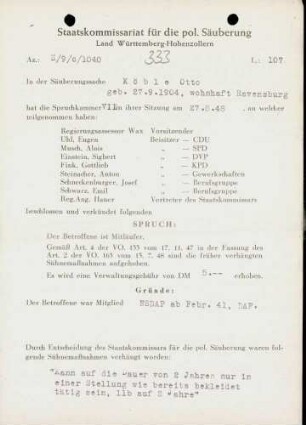 Staatskommissariat für die pol. Säuberung
Land Württemberg-Hohenzollern
Az.: E/9/0/1040 333 L.: 107
In der Säuberungssache Köble Otto
geb. 27.9.1904, wohnhaft Ravensburg
hat die Spruchkammer VII in ihrer Sitzung am 27.8.48 , an welcher
teilgenommen haben:
Regierungsassessor Wax Vorsitzender
Uhl, Eugen Beisitzer — CDU
Maush, Alois „ — SPD
Einstein, Sigbert „ — DVP
Fink, Gottlieb „ — KPD
Steinacher, Anton „ — Gewerkschaften
Schneckenburger, Josef „ — Berufsgruppe
Schwarz, Emil „ — Berufsgruppe
Reg.Ang. Hauer Vertreter des Staatskommissars
beschlossen und verkündet folgenden
SPRUCH:
Der Betroffene ist Mitläufer.
Gemäß Art. 4 der VO. 133 vom 17. 11. 47 in der Fassung des
Art. 2 der VO. 163 vom 15. 7. 48 sind die früher verhängten
Sühnemaßnahmen aufgehoben.
Es wird eine Verwaltungsgebühr von DM 5.-- erhoben.
Gründe:
Der Betroffene war Mitglied NSDAP ab Febr. 41, DAF.
Durch Entscheidung des Staatskommissars für die pol. Säuberung waren fol-
gende Sühnemaßnahmen verhängt worden:
"Kann auf die Dauer von 2 Jahren nur in
einer Stellung wie bereits bekleidet
tätig sein, 2 Jahre"